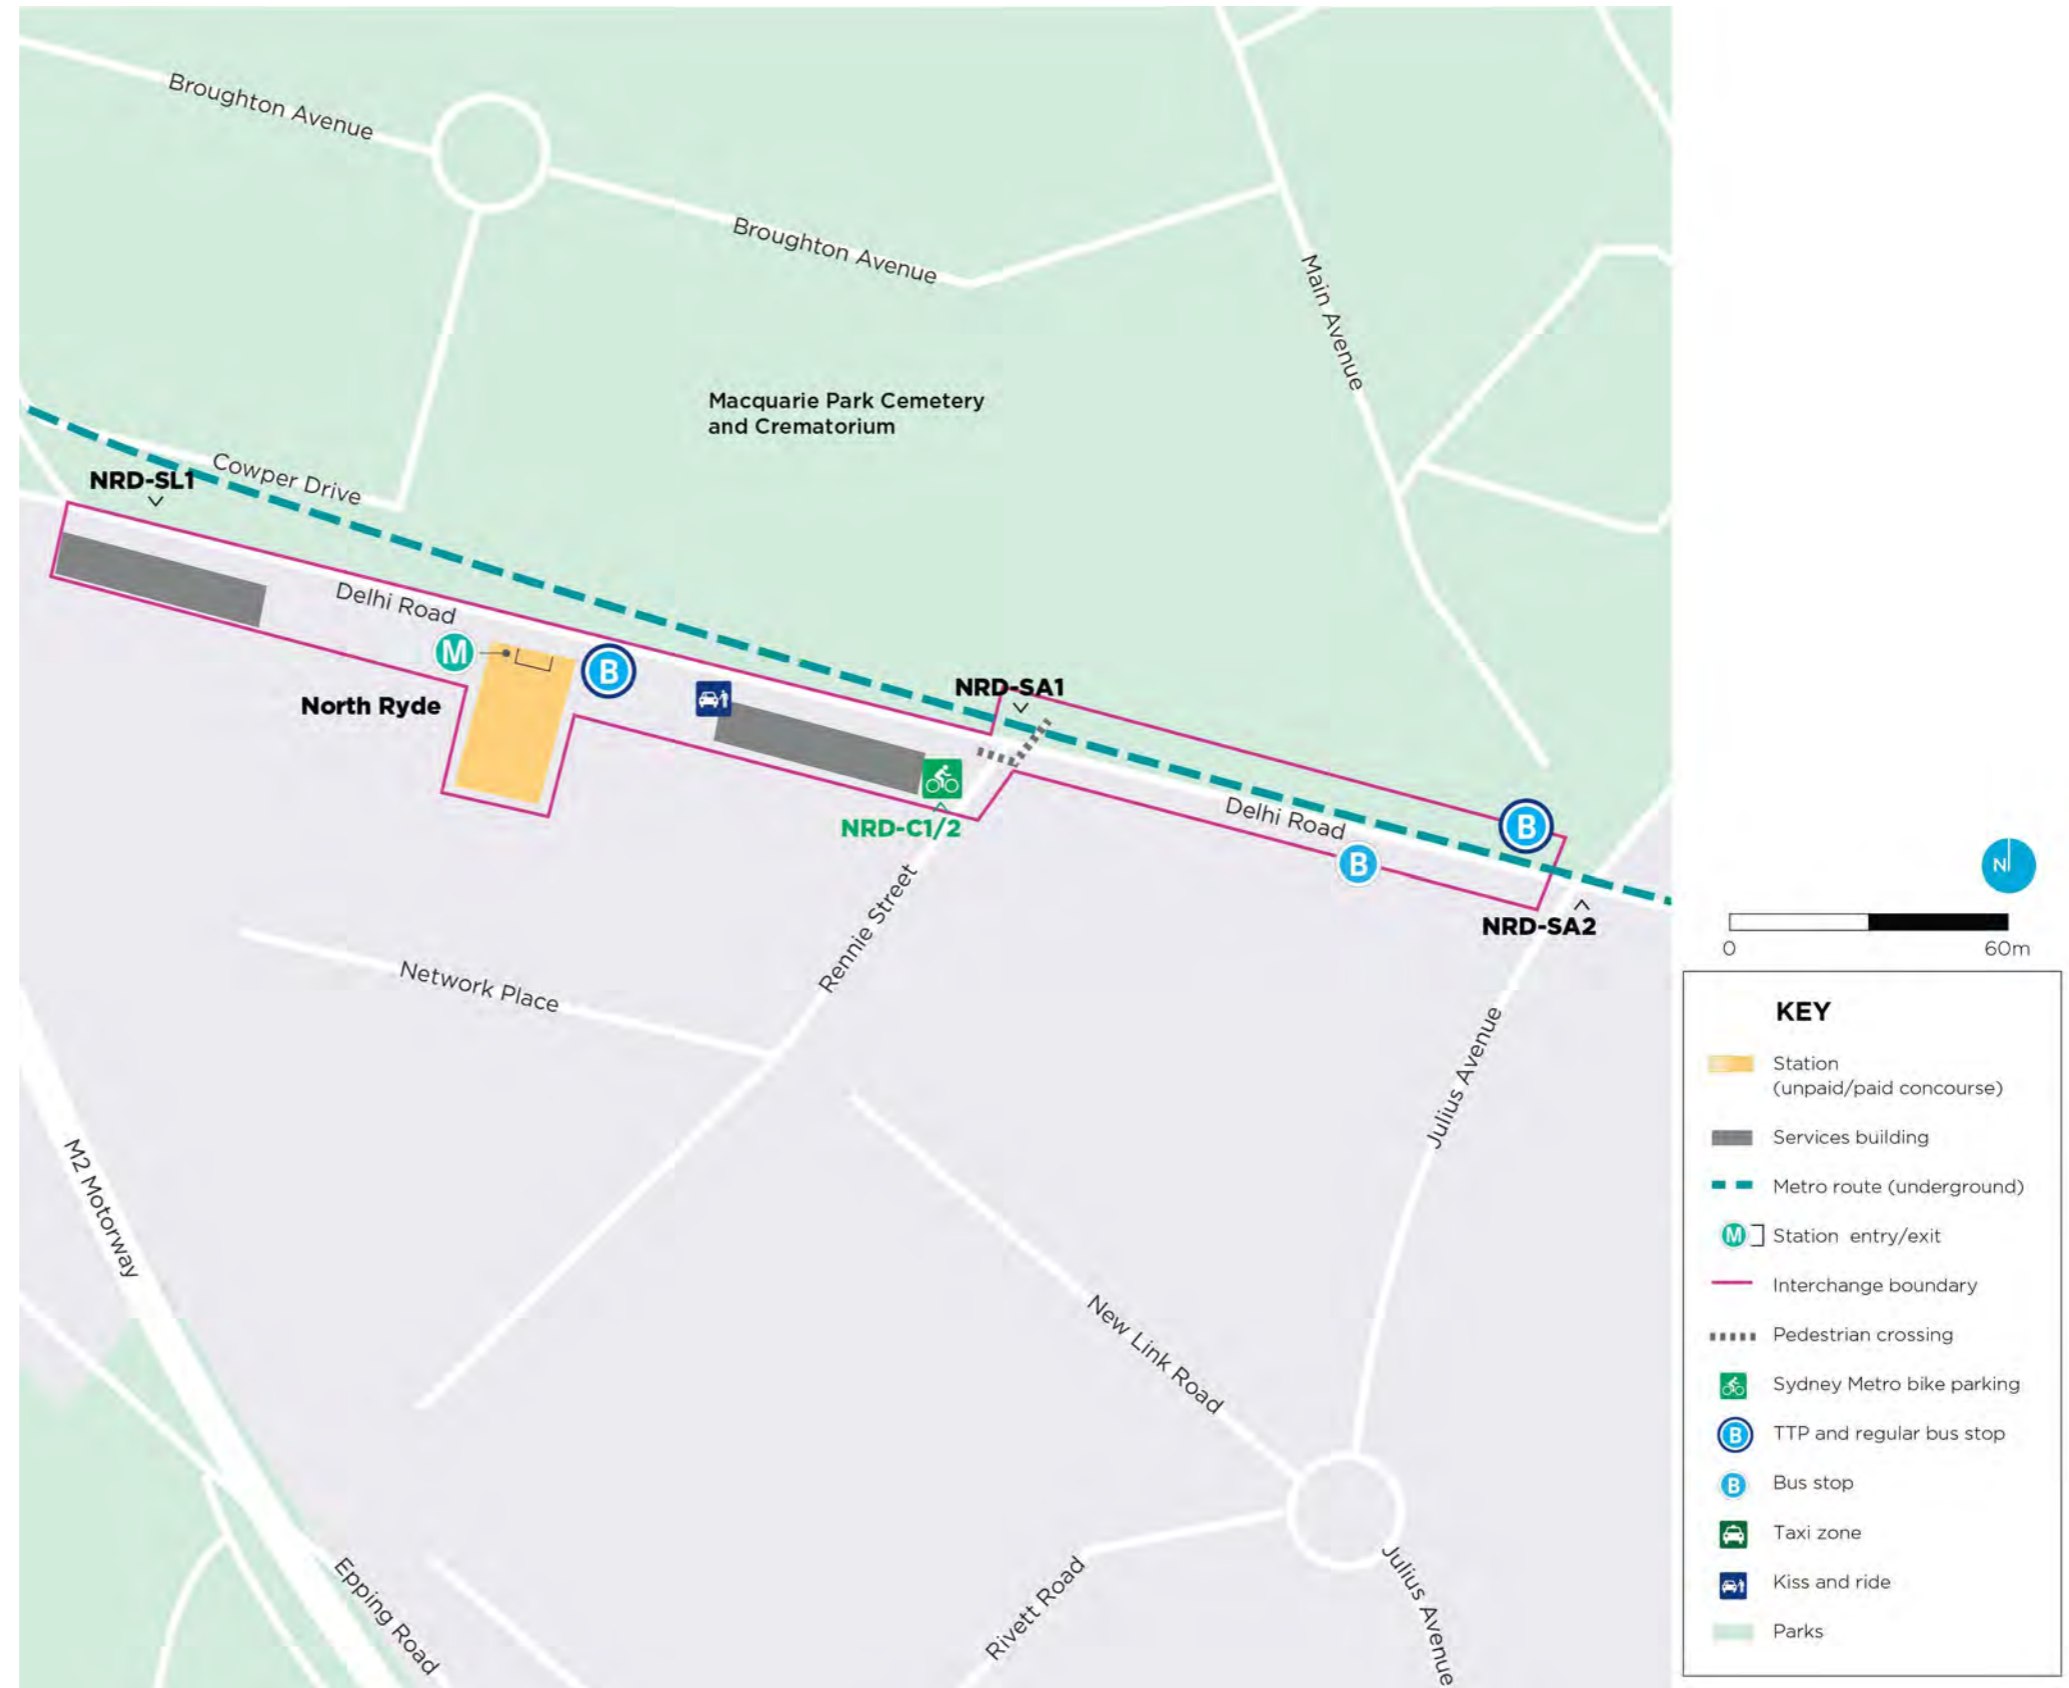 Broughton Avenue
Broughton Avenue
Main Avenue
Macquarie Park Cemetery
and Crematorium
Cowper Drive
NRD-SL1
Delhi Road
M
B
North Ryde
NRD-SA1
NRD-C1/2
Delhi Road
B
B
NRD-SA2
Rennie Street
Network Place
Julius Avenue
M2 Motorway
New Link Road
Epping Road
Rivett Road
Julius Avenue
N
0 60m
KEY
Station
(unpaid/paid concourse)
Services building
Metro route (underground)
M Station entry/exit
Interchange boundary
Pedestrian crossing
Sydney Metro bike parking
B TTP and regular bus stop
B Bus stop
Taxi zone
Kiss and ride
Parks